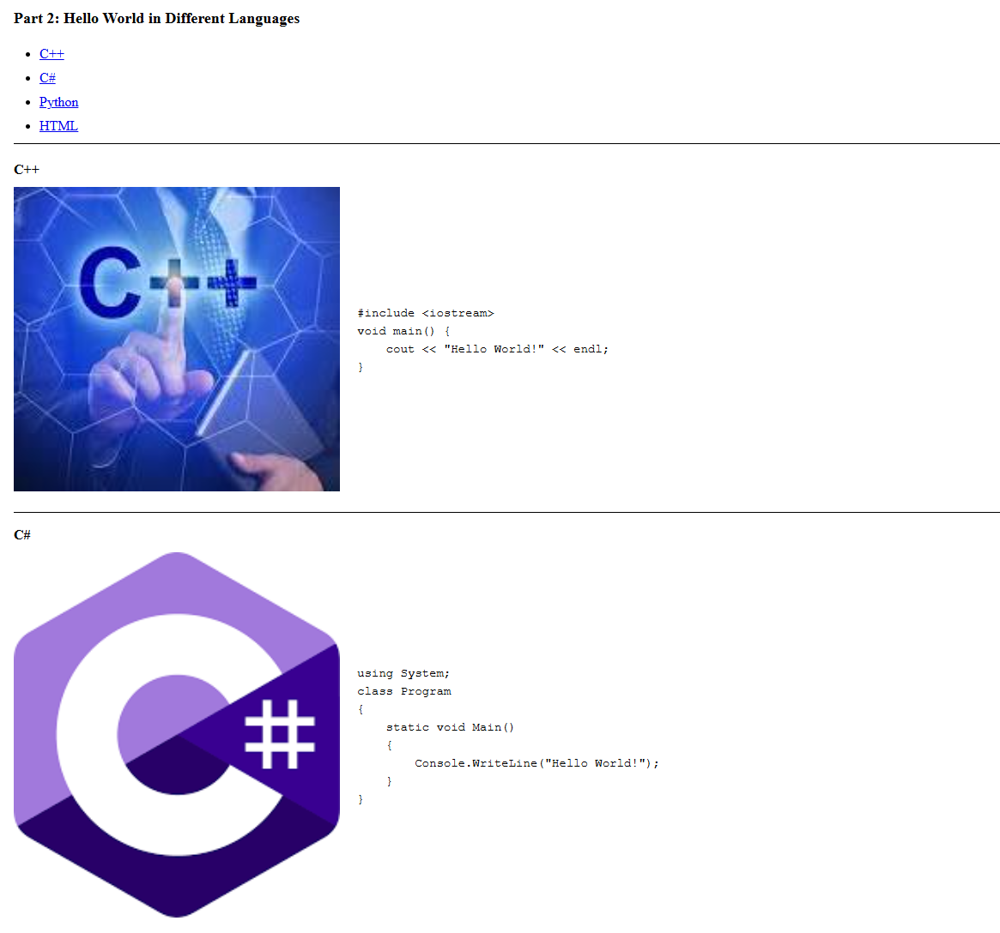 Part 2: Hello World in Different Languages
C++
C#
Python
HTML
C++
C++
#include <iostream>
void main() {
    cout << "Hello World!" << endl;
}
C#
C#
using System;
class Program
{
    static void Main()
    {
        Console.WriteLine("Hello World!");
    }
}